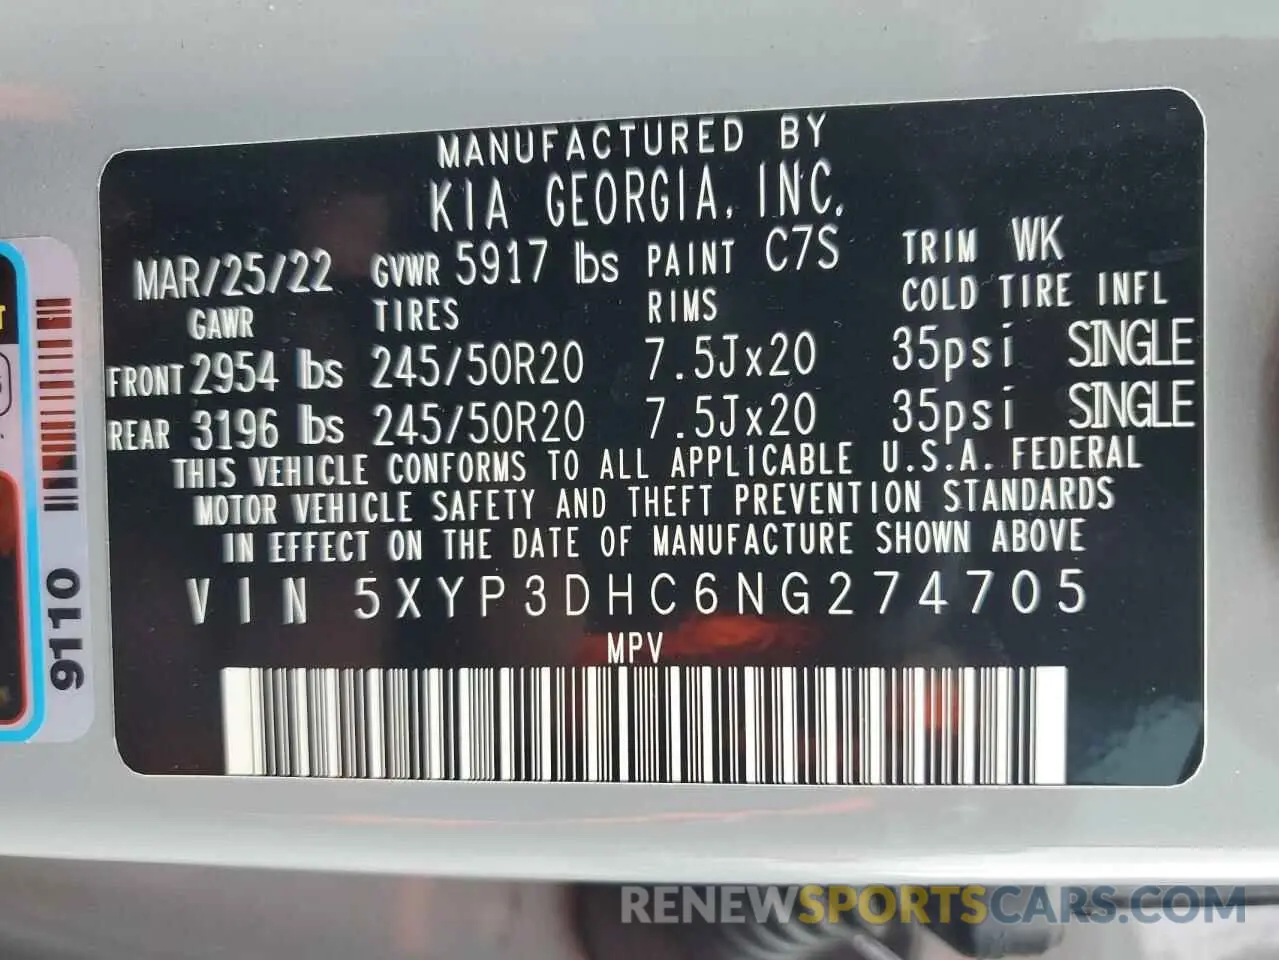 MANUFACTURED BY
KIA GEORGIA, INC.
MAR/25/22 GVWR 5917 lbs PAINT C7S TRIM WK
GAWR TIRES RIMS COLD TIRE INFL
FRONT 2954 lbs 245/50R20 7.5Jx20 35psi SINGLE
REAR 3196 lbs 245/50R20 7.5Jx20 35psi SINGLE
THIS VEHICLE CONFORMS TO ALL APPLICABLE U.S.A. FEDERAL
MOTOR VEHICLE SAFETY AND THEFT PREVENTION STANDARDS
IN EFFECT ON THE DATE OF MANUFACTURE SHOWN ABOVE
VIN 5XYP3DHC6NG274705
MPV
9110
RENEWSPORTSCARS.COM